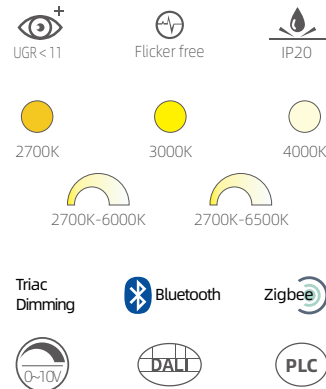 UGR < 11
Flicker free
IP20
2700K
3000K
4000K
2700K-6000K
2700K-6500K
Triac
Dimming
Bluetooth
Zigbee
0~10V
DALI
PLC